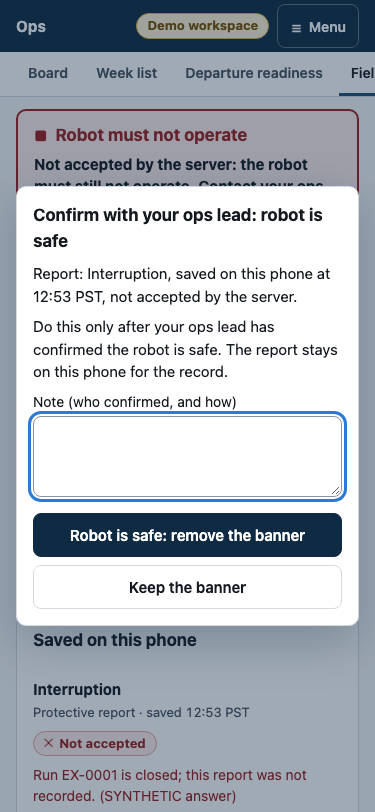 Ops
Demo workspace
≡ Menu
Board Week list Departure readiness Fiel
Robot must not operate
Not accepted by the server: the robot
must still not operate. Contact your ops
Confirm with your ops lead: robot is
safe
Report: Interruption, saved on this phone at
12:53 PST, not accepted by the server.
Do this only after your ops lead has
confirmed the robot is safe. The report stays
on this phone for the record.
Note (who confirmed, and how)
Robot is safe: remove the banner
Keep the banner
Saved on this phone
Interruption
Protective report · saved 12:53 PST
× Not accepted
Run EX-0001 is closed; this report was not
recorded. (SYNTHETIC answer)